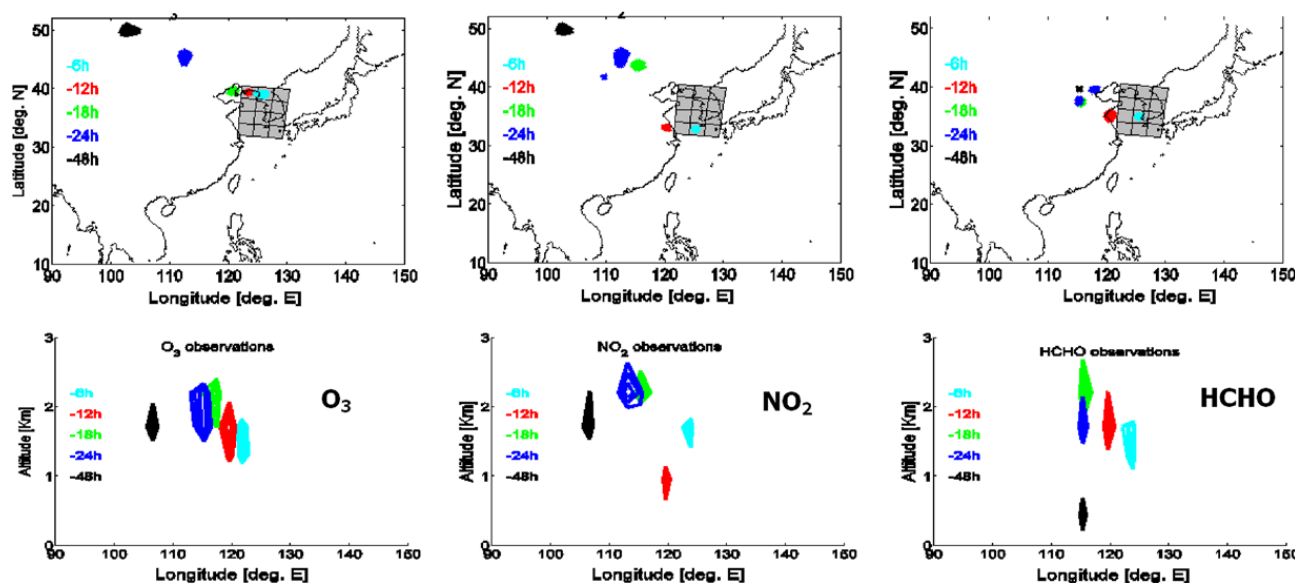 50
40
30
20
10
Latitude [deg. N]
-6h
-12h
-18h
-24h
-48h
90 100 110 120 130 140 150
Longitude [deg. E]
2
50
40
30
20
10
Latitude [deg. N]
-6h
-12h
-18h
-24h
-48h
90 100 110 120 130 140 150
Longitude [deg. E]
50
40
30
20
10
Latitude [deg. N]
-6h
-12h
-18h
-24h
-48h
90 100 110 120 130 140 150
Longitude [deg. E]
3
2
1
0
Altitude [Km]
O3 observations
O3
-6h
-12h
-18h
-24h
-48h
90 100 110 120 130 140 150
Longitude [deg. E]
3
2
1
0
Altitude [Km]
NO2 observations
NO2
-6h
-12h
-18h
-24h
-48h
90 100 110 120 130 140 150
Longitude [deg. E]
3
2
1
0
Altitude [Km]
HCHO observations
HCHO
-6h
-12h
-18h
-24h
-48h
90 100 110 120 130 140 150
Longitude [deg. E]